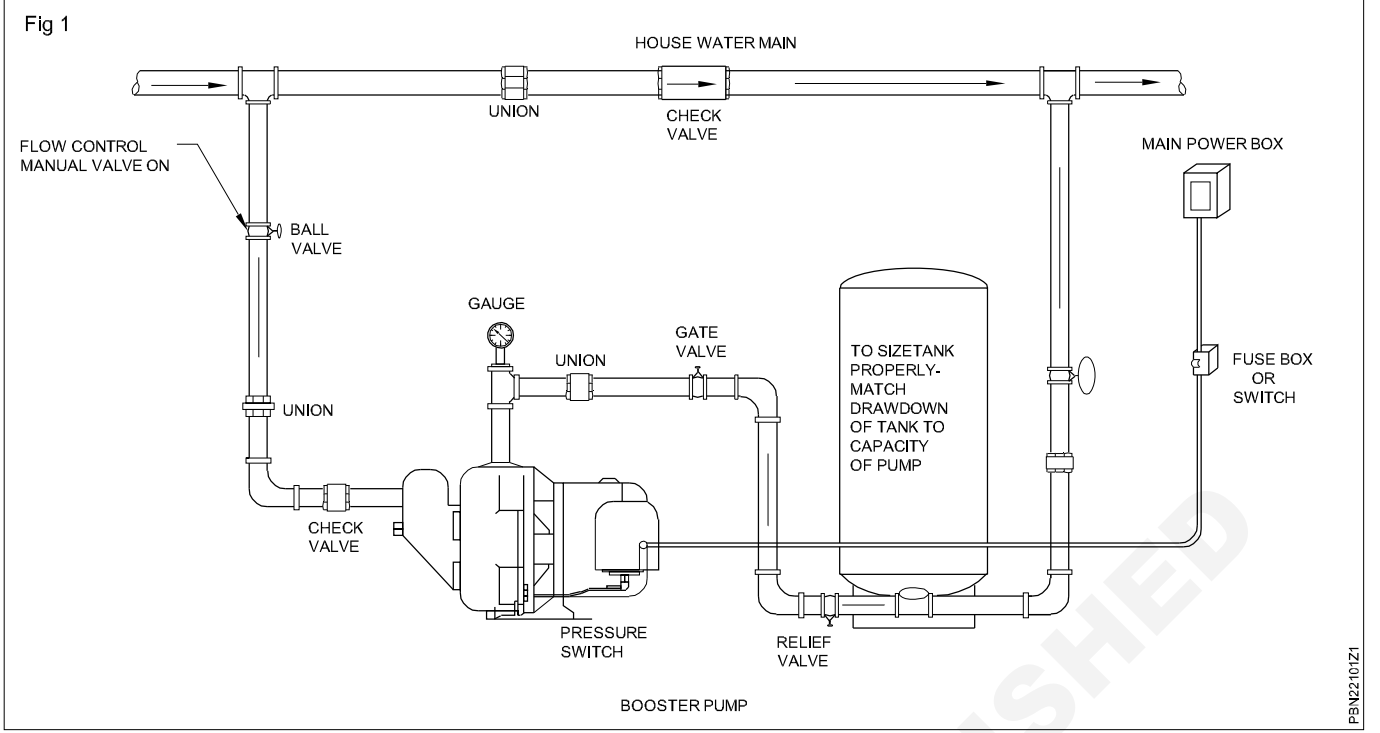 Fig 1
HOUSE WATER MAIN
UNION
CHECK
VALVE
FLOW CONTROL
MANUAL VALVE ON
MAIN POWER BOX
BALL
VALVE
GAUGE
UNION
GATE
VALVE
TO SIZETANK
PROPERLY-
MATCH
DRAWDOWN
OF TANK TO
CAPACITY
OF PUMP
FUSE BOX
OR
SWITCH
UNION
CHECK
VALVE
PRESSURE
SWITCH
RELIEF
VALVE
BOOSTER PUMP
PBN22101Z1
SHED